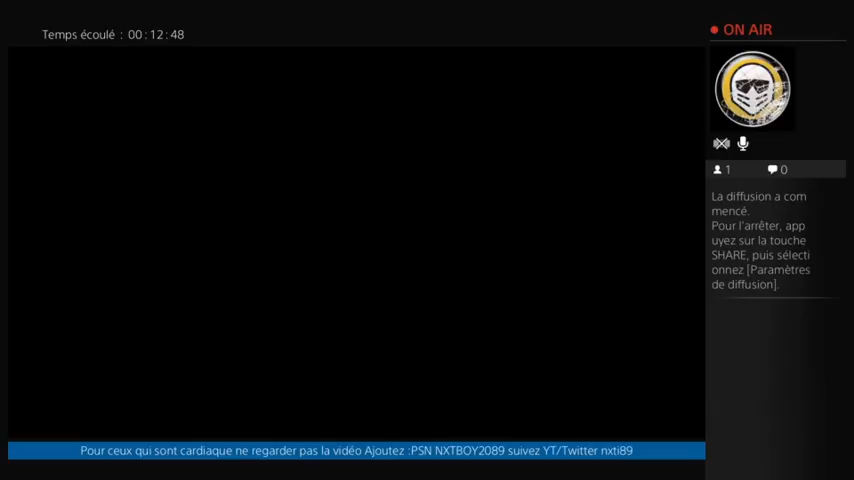 Temps écoulé : 00:12:48
ON AIR
1 0
La diffusion a com
mencé.
Pour l'arrêter, app
uyez sur la touche
SHARE, puis sélecti
onnez [Paramètres
de diffusion].
Pour ceux qui sont cardiaque ne regarder pas la vidéo Ajoutez :PSN NXTBOY2089 suivez YT/Twitter nxti89